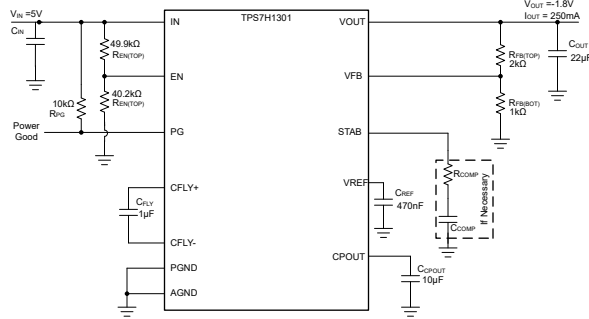 VIN =5V
CIN
49.9kΩ
REN(TOP)
40.2kΩ
REN(TOP)
10kΩ
RPG
Power
Good
CFLY
1µF
TPS7H1301
IN
EN
PG
CFLY+
CFLY-
PGND
AGND
VOUT
VFB
STAB
VREF
CPOUT
VOUT =-1.8V
IOUT = 250mA
RFB(TOP)
2kΩ
COUT
22µF
RFB(BOT)
1kΩ
RCOMP
CCOMP
If Necessary
CREF
470nF
CCPOUT
10µF